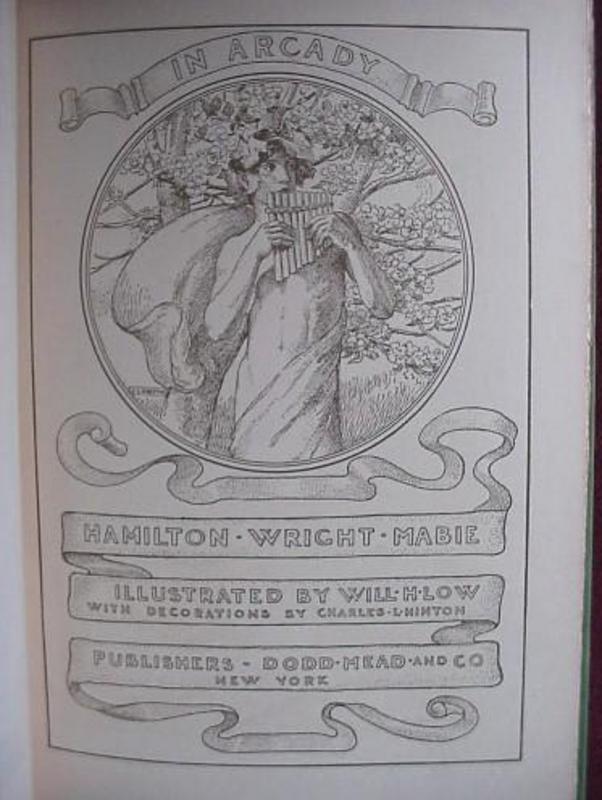 IN ARCADY
HAMILTON · WRIGHT · MABIE
ILLUSTRATED BY WILL·H·LOW
WITH DECORATIONS BY CHARLES·L·HINTON
PUBLISHERS - DODD·MEAD·AND CO
NEW YORK